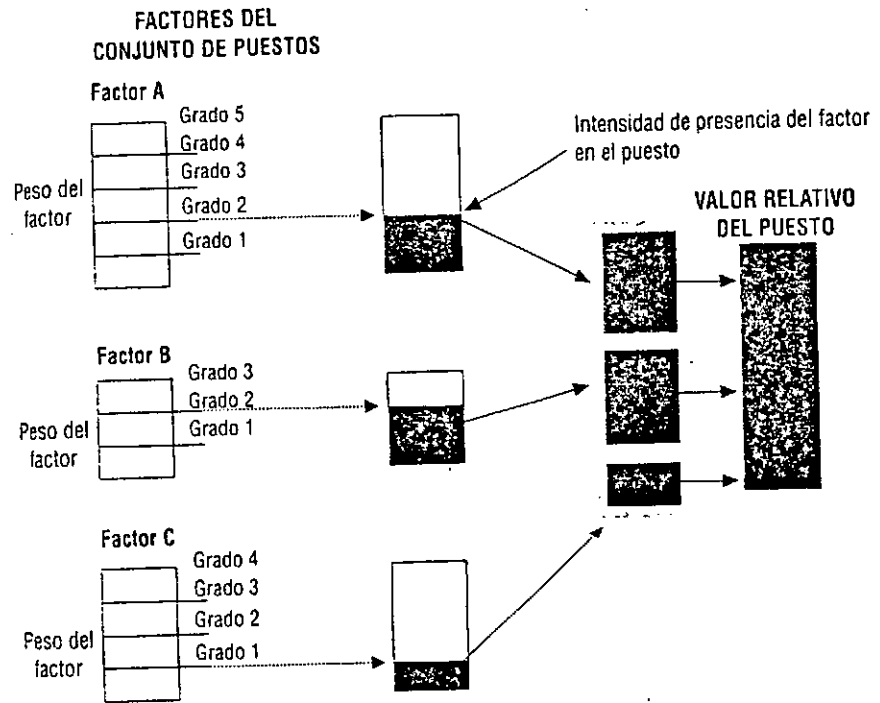 FACTORES DEL
CONJUNTO DE PUESTOS
Factor A
Grado 5
Grado 4
Grado 3
Grado 2
Grado 1
Peso del
factor
Intensidad de presencia del factor
en el puesto
VALOR RELATIVO
DEL PUESTO
Factor B
Grado 3
Grado 2
Grado 1
Peso del
factor
Factor C
Grado 4
Grado 3
Grado 2
Grado 1
Peso del
factor